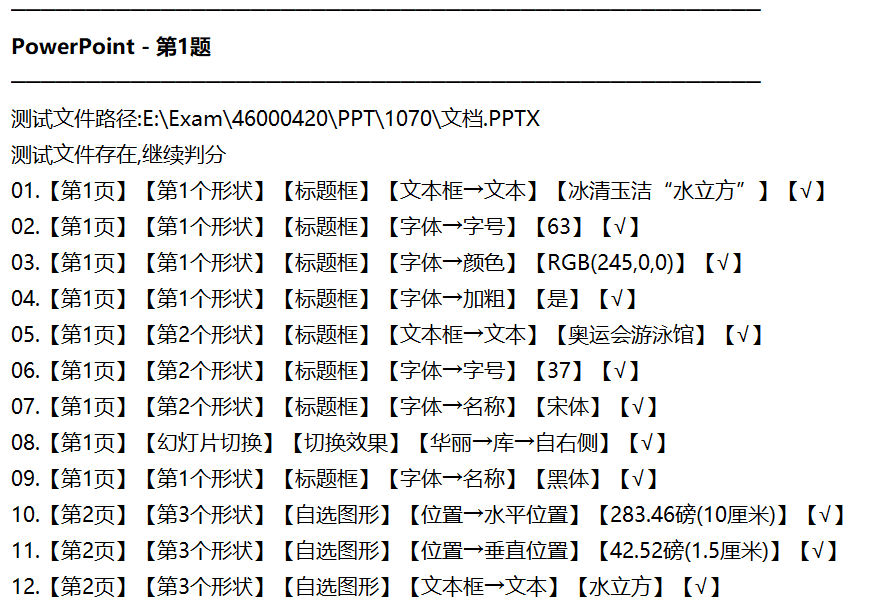 PowerPoint - 第1题
测试文件路径:E:\Exam\46000420\PPT\1070\文档.PPTX
测试文件存在,继续判分
01.【第1页】【第1个形状】【标题框】【文本框→文本】【冰清玉洁“水立方”】【√】
02.【第1页】【第1个形状】【标题框】【字体→字号】【63】【√】
03.【第1页】【第1个形状】【标题框】【字体→颜色】【RGB(245,0,0)】【√】
04.【第1页】【第1个形状】【标题框】【字体→加粗】【是】【√】
05.【第1页】【第2个形状】【标题框】【文本框→文本】【奥运会游泳馆】【√】
06.【第1页】【第2个形状】【标题框】【字体→字号】【37】【√】
07.【第1页】【第2个形状】【标题框】【字体→名称】【宋体】【√】
08.【第1页】【幻灯片切换】【切换效果】【华丽→库→自右侧】【√】
09.【第1页】【第1个形状】【标题框】【字体→名称】【黑体】【√】
10.【第2页】【第3个形状】【自选图形】【位置→水平位置】【283.46磅(10厘米)】【√】
11.【第2页】【第3个形状】【自选图形】【位置→垂直位置】【42.52磅(1.5厘米)】【√】
12.【第2页】【第3个形状】【自选图形】【文本框→文本】【水立方】【√】